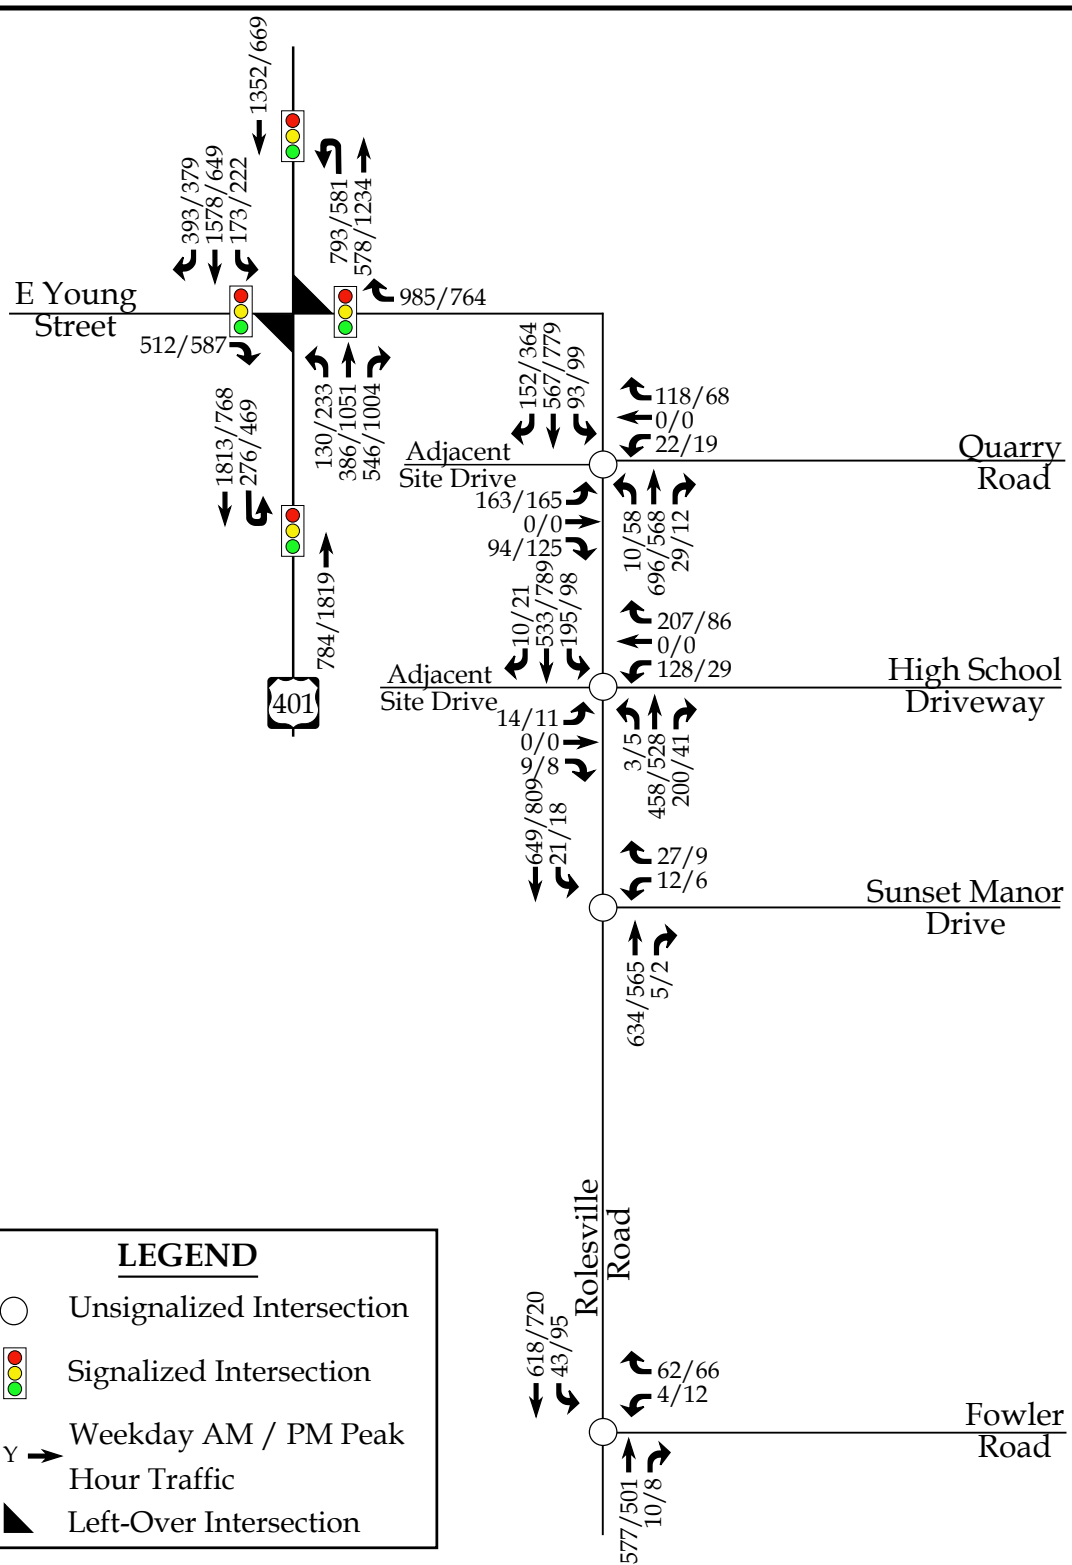 1352/669
393/379
1578/649
173/222
793/581
578/1234
E Young
Street
985/764
512/587
130/233
386/1051
546/1004
1813/768
276/469
784/1819
401
152/364
567/779
93/99
118/68
0/0
22/19
Quarry
Road
Adjacent
Site Drive
163/165
0/0
94/125
10/58
696/568
29/12
10/21
533/789
195/98
207/86
0/0
128/29
High School
Driveway
Adjacent
Site Drive
14/11
0/0
9/8
3/5
458/528
200/41
649/809
21/18
27/9
12/6
Sunset Manor
Drive
634/565
5/2
Rolesville
Road
618/720
43/95
62/66
4/12
Fowler
Road
577/501
10/8
LEGEND
Unsignalized Intersection
Signalized Intersection
Y
Weekday AM / PM Peak
Hour Traffic
Left-Over Intersection